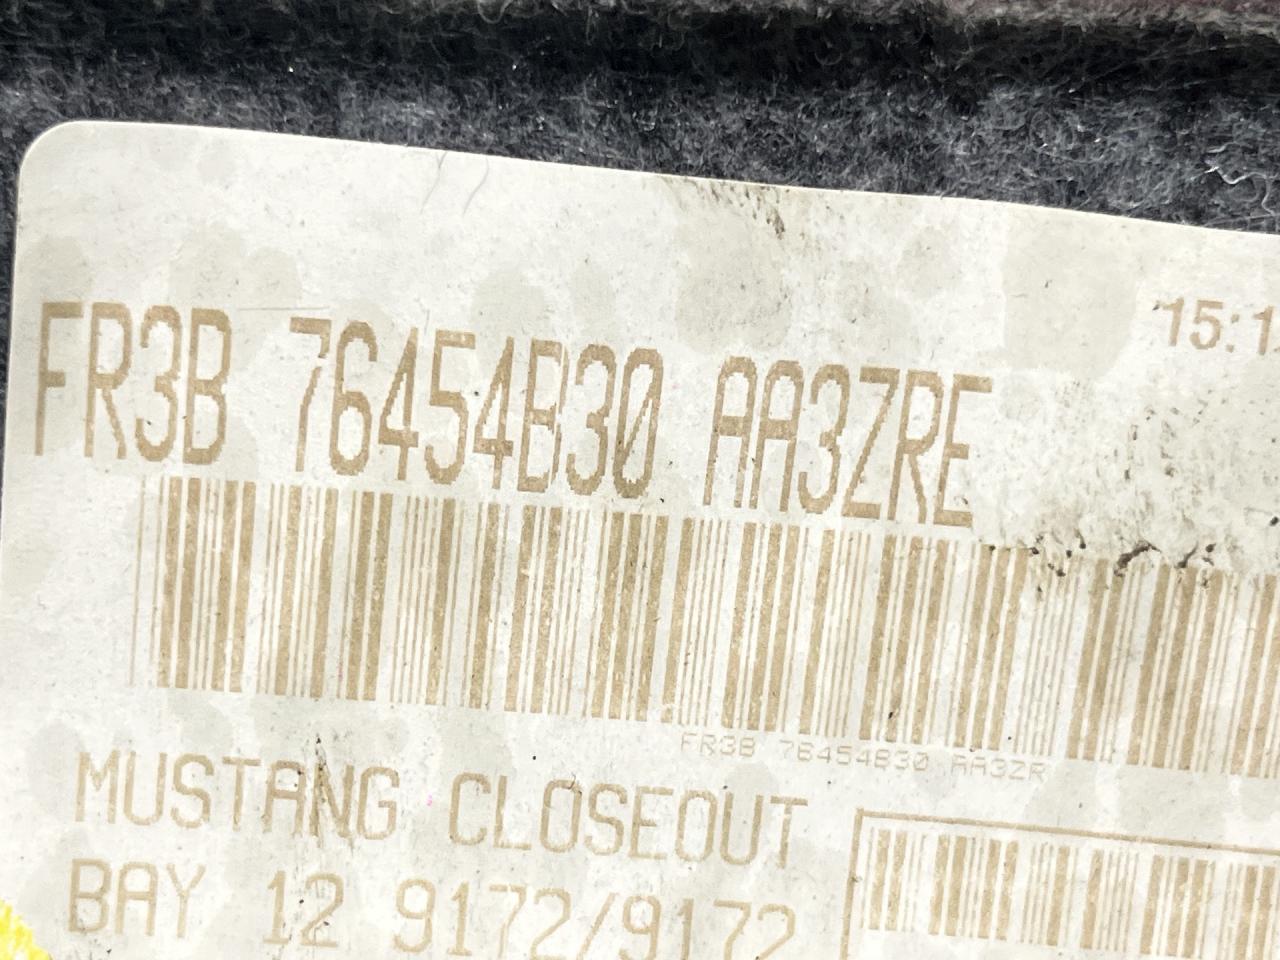 15:1
FR3B 76454B30 AA3ZRE
FR3B 76454B30 AA3ZR
MUSTANG CLOSEOUT
BAY 12 9172/9172